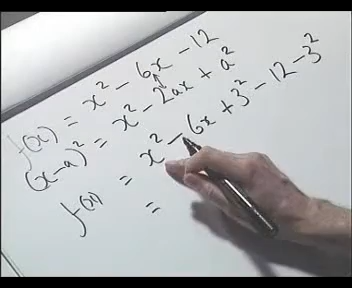 f(x) = x² - 6x - 12
(x-a)² = x² - 2ax + a²
f(x) = x² - 6x + 3² - 12 - 3²
=